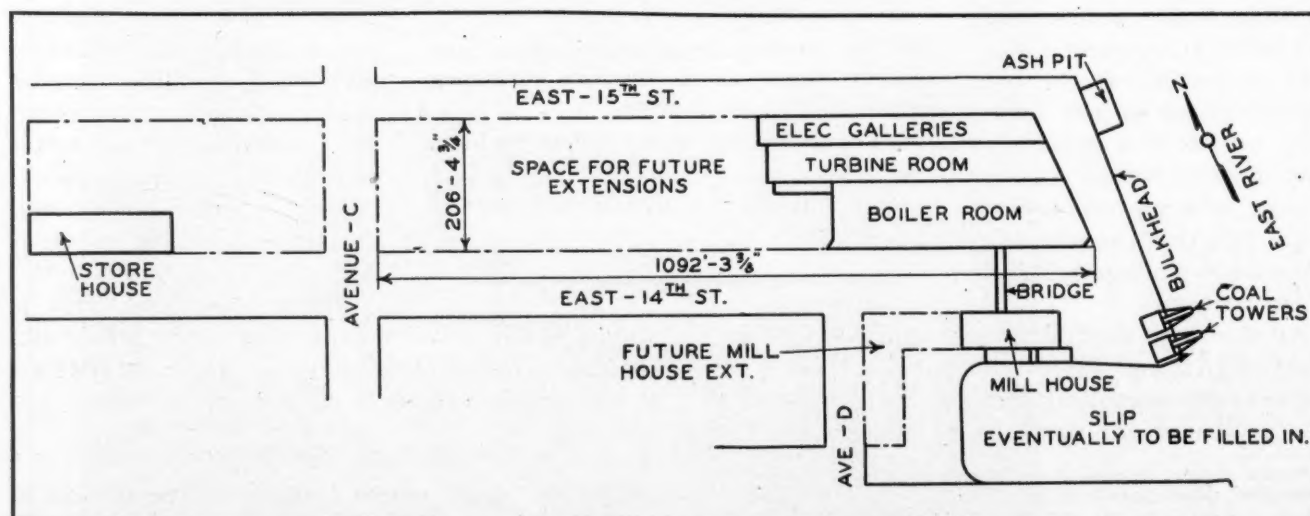 ASH PIT
N
EAST-15TH ST.
ELEC GALLERIES
TURBINE ROOM
SPACE FOR FUTURE
EXTENSIONS
206'-4 3/4"
BOILER ROOM
BULKHEAD
EAST RIVER
STORE
HOUSE
AVENUE-C
1092'-3 3/8"
EAST-14TH ST.
BRIDGE
COAL
TOWERS
FUTURE MILL
HOUSE EXT.
MILL HOUSE
AVE-D
SLIP
EVENTUALLY TO BE FILLED IN.